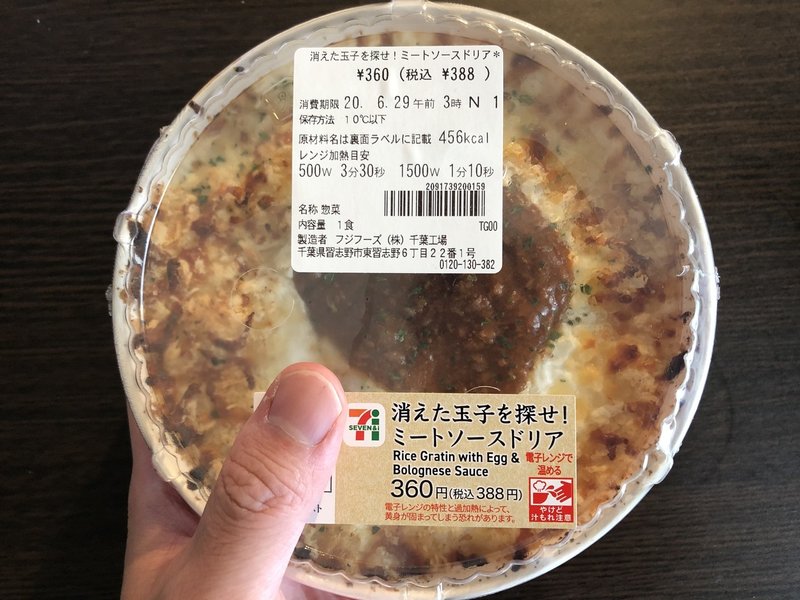 消えた玉子を探せ！ミートソースドリア*
¥360 (税込 ¥388 )
消費期限 20. 6.29 午前 3時 N 1
保存方法 10℃以下
原材料名は裏面ラベルに記載 456kcal
レンジ加熱目安
500W 3分30秒 1500W 1分10秒
2091739200159
名称 惣菜
内容量 1食 TG00
製造者 フジフーズ（株）千葉工場
千葉県習志野市東習志野６丁目２２番１号
0120-130-382
7i
SEVEN&i
消えた玉子を探せ！
ミートソースドリア
Rice Gratin with Egg &
Bolognese Sauce
電子レンジで
温める
360円(税込388円)
電子レンジの特性と過加熱によって、
黄身が固まってしまう恐れがあります。
やけど
汁もれ注意